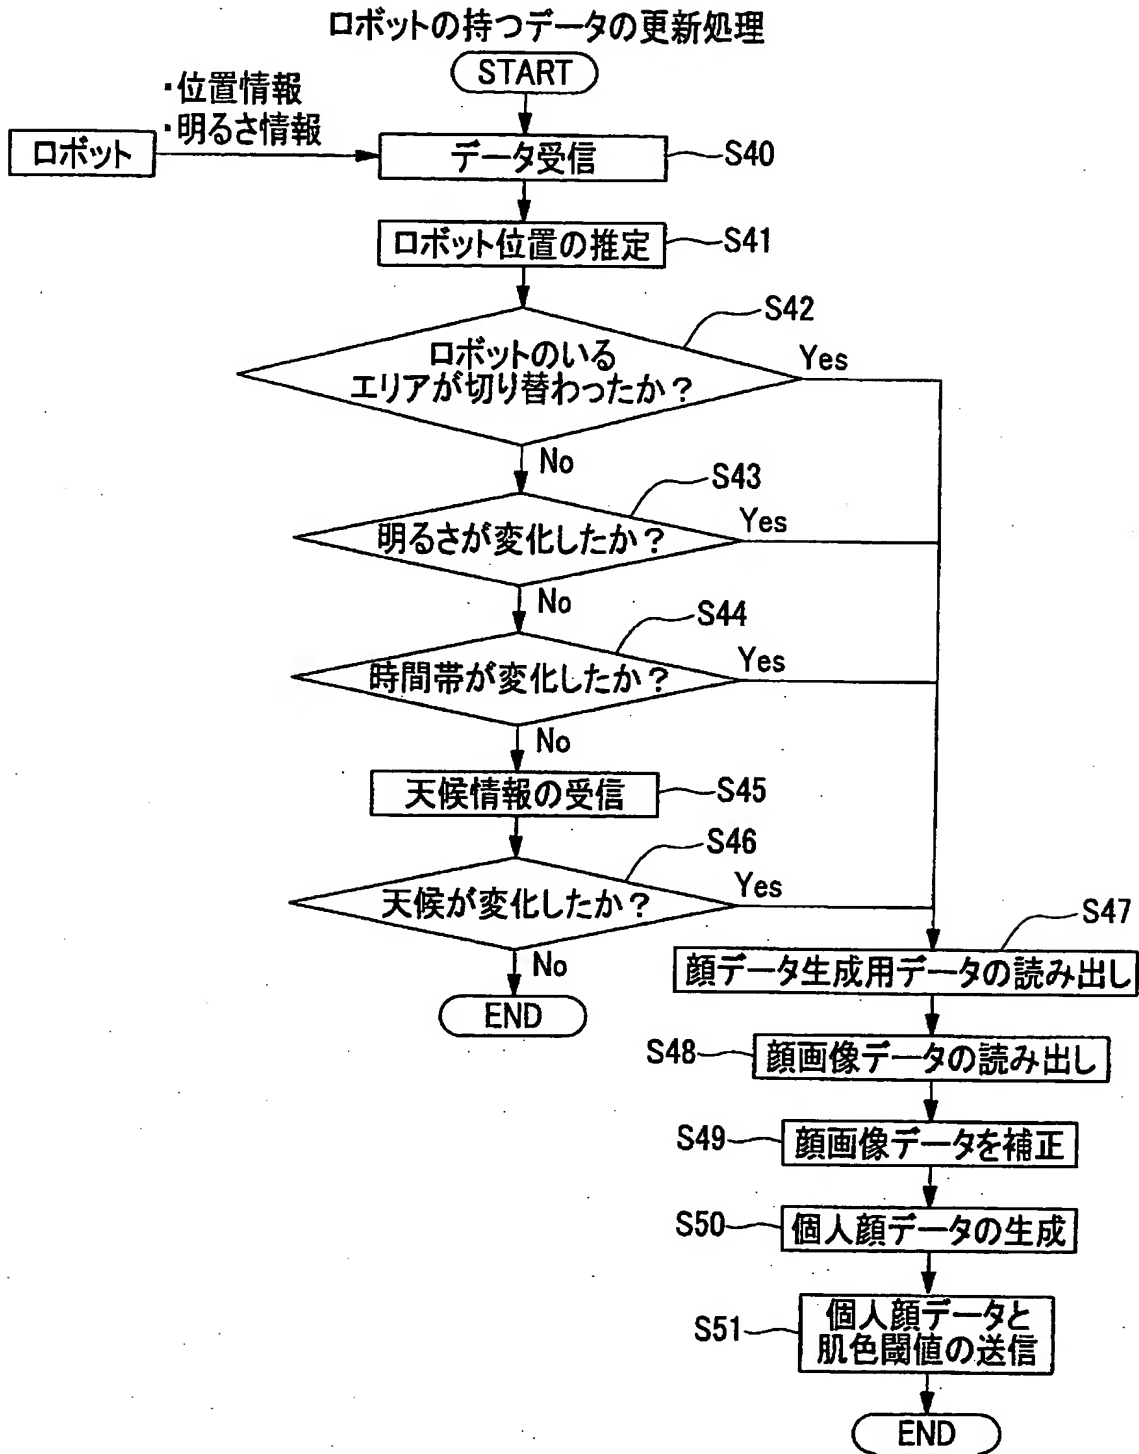 ロボットの持つデータの更新処理
START
・位置情報
・明るさ情報
ロボット
データ受信
S40
ロボット位置の推定
S41
S42
ロボットのいる
エリアが切り替わったか？
Yes
No
S43
明るさが変化したか？
Yes
No
S44
時間帯が変化したか？
Yes
No
天候情報の受信
S45
S46
天候が変化したか？
Yes
No
END
S47
顔データ生成用データの読み出し
S48
顔画像データの読み出し
S49
顔画像データを補正
S50
個人顔データの生成
S51
個人顔データと
肌色閾値の送信
END